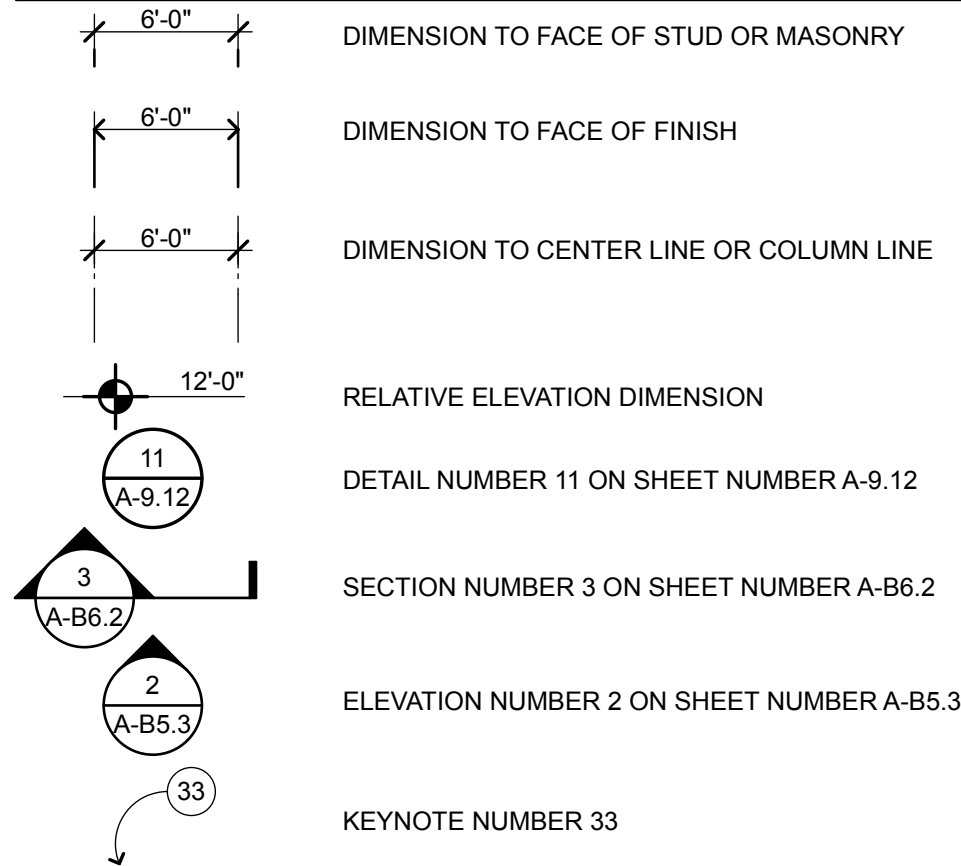 6'-0"
DIMENSION TO FACE OF STUD OR MASONRY
6'-0"
DIMENSION TO FACE OF FINISH
6'-0"
DIMENSION TO CENTER LINE OR COLUMN LINE
12'-0"
RELATIVE ELEVATION DIMENSION
11
A-9.12
DETAIL NUMBER 11 ON SHEET NUMBER A-9.12
3
A-B6.2
SECTION NUMBER 3 ON SHEET NUMBER A-B6.2
2
A-B5.3
ELEVATION NUMBER 2 ON SHEET NUMBER A-B5.3
33
KEYNOTE NUMBER 33